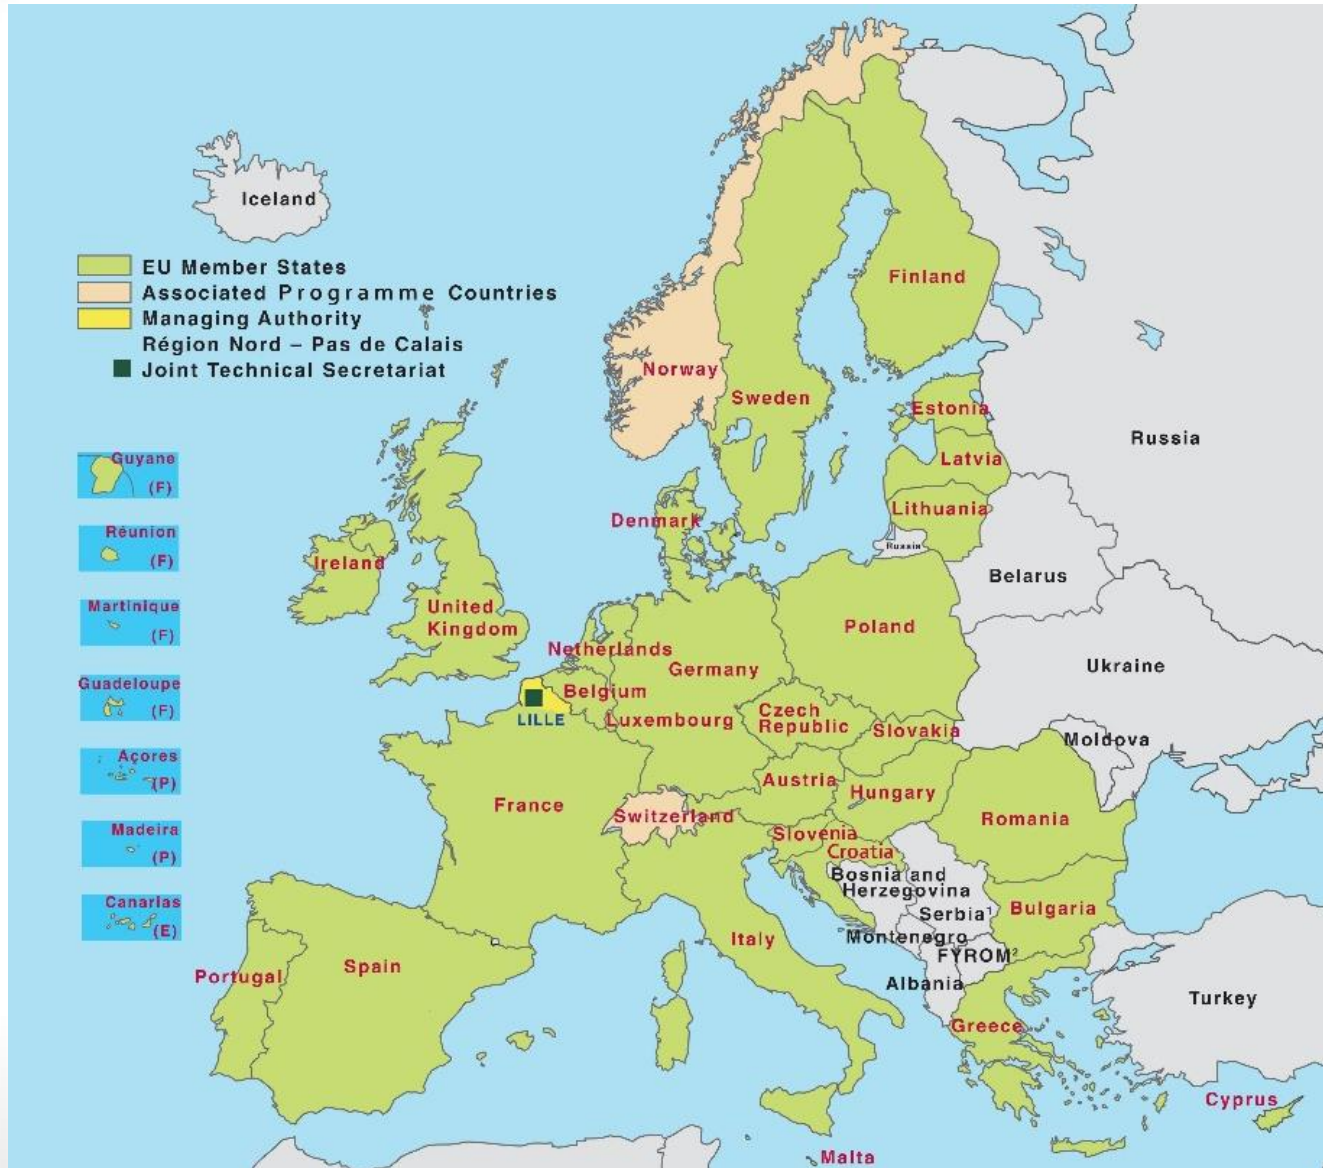 Iceland
EU Member States
Associated Programme Countries
Managing Authority
Région Nord – Pas de Calais
Joint Technical Secretariat
Guyane
(F)
Réunion
(F)
Martinique
(F)
Guadeloupe
(F)
Açores
(P)
Madeira
(P)
Canarias
(E)
Finland
Norway
Sweden
Estonia
Latvia
Lithuania
Russia
Russia
Denmark
Ireland
United
Kingdom
Belarus
Poland
Netherlands
Germany
Ukraine
Belgium
LILLE
Luxembourg
Czech
Republic
Slovakia
Moldova
Austria
Hungary
France
Switzerland
Romania
Slovenia
Croatia
Bosnia and
Herzegovina
Serbia¹
Bulgaria
Montenegro
FYROM²
Italy
Albania
Portugal
Spain
Turkey
Greece
Cyprus
Malta